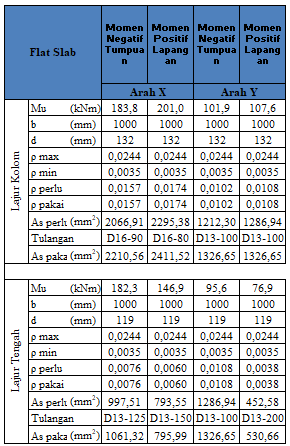 Flat Slab
Momen Negatif Tumpua n
Momen Positif Lapang an
Momen Negatif Tumpua n
Momen Positif Lapang an
Arah X Arah Y
Lajur Kolom
Mu (kNm) 183,8 201,0 101,9 107,6
b (mm) 1000 1000 1000 1000
d (mm) 132 132 132 132
ρ max 0,0244 0,0244 0,0244 0,0244
ρ min 0,0035 0,0035 0,0035 0,0035
ρ perlu 0,0157 0,0174 0,0102 0,0108
ρ pakai 0,0157 0,0174 0,0102 0,0108
As perlu (mm²) 2066,91 2295,38 1212,30 1286,94
Tulangan D16-90 D16-80 D13-100 D13-100
As paka (mm²) 2210,56 2411,52 1326,65 1326,65
Lajur Tengah
Mu (kNm) 182,3 146,9 95,6 76,9
b (mm) 1000 1000 1000 1000
d (mm) 119 119 119 119
ρ max 0,0244 0,0244 0,0244 0,0244
ρ min 0,0035 0,0035 0,0035 0,0035
ρ perlu 0,0076 0,0060 0,0108 0,0038
ρ pakai 0,0076 0,0060 0,0108 0,0038
As perlu (mm²) 997,51 793,55 1286,94 452,58
Tulangan D13-125 D13-150 D13-100 D13-200
As paka (mm²) 1061,32 795,99 1326,65 530,66